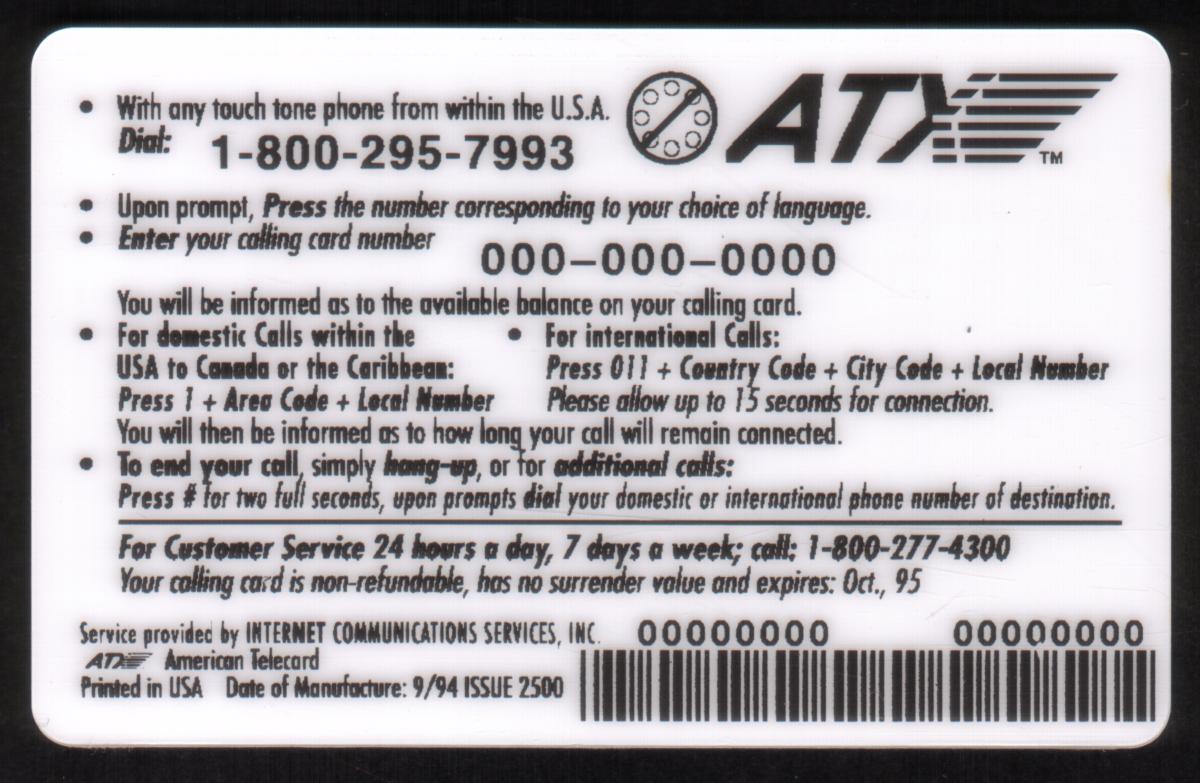 ATX TM
• With any touch tone phone from within the U.S.A.
Dial: 1-800-295-7993
• Upon prompt, Press the number corresponding to your choice of language.
• Enter your calling card number 000-000-0000
You will be informed as to the available balance on your calling card.
• For domestic Calls within the
USA to Canada or the Caribbean:
Press 1 + Area Code + Local Number
• For international Calls:
Press 011 + Country Code + City Code + Local Number
Please allow up to 15 seconds for connection.
You will then be informed as to how long your call will remain connected.
• To end your call, simply hang-up, or for additional calls:
Press # for two full seconds, upon prompts dial your domestic or international phone number of destination.
For Customer Service 24 hours a day, 7 days a week; call: 1-800-277-4300
Your calling card is non-refundable, has no surrender value and expires: Oct., 95
Service provided by INTERNET COMMUNICATIONS SERVICES, INC.
ATX American Telecard
Printed in USA Date of Manufacture: 9/94 ISSUE 2500
00000000 00000000